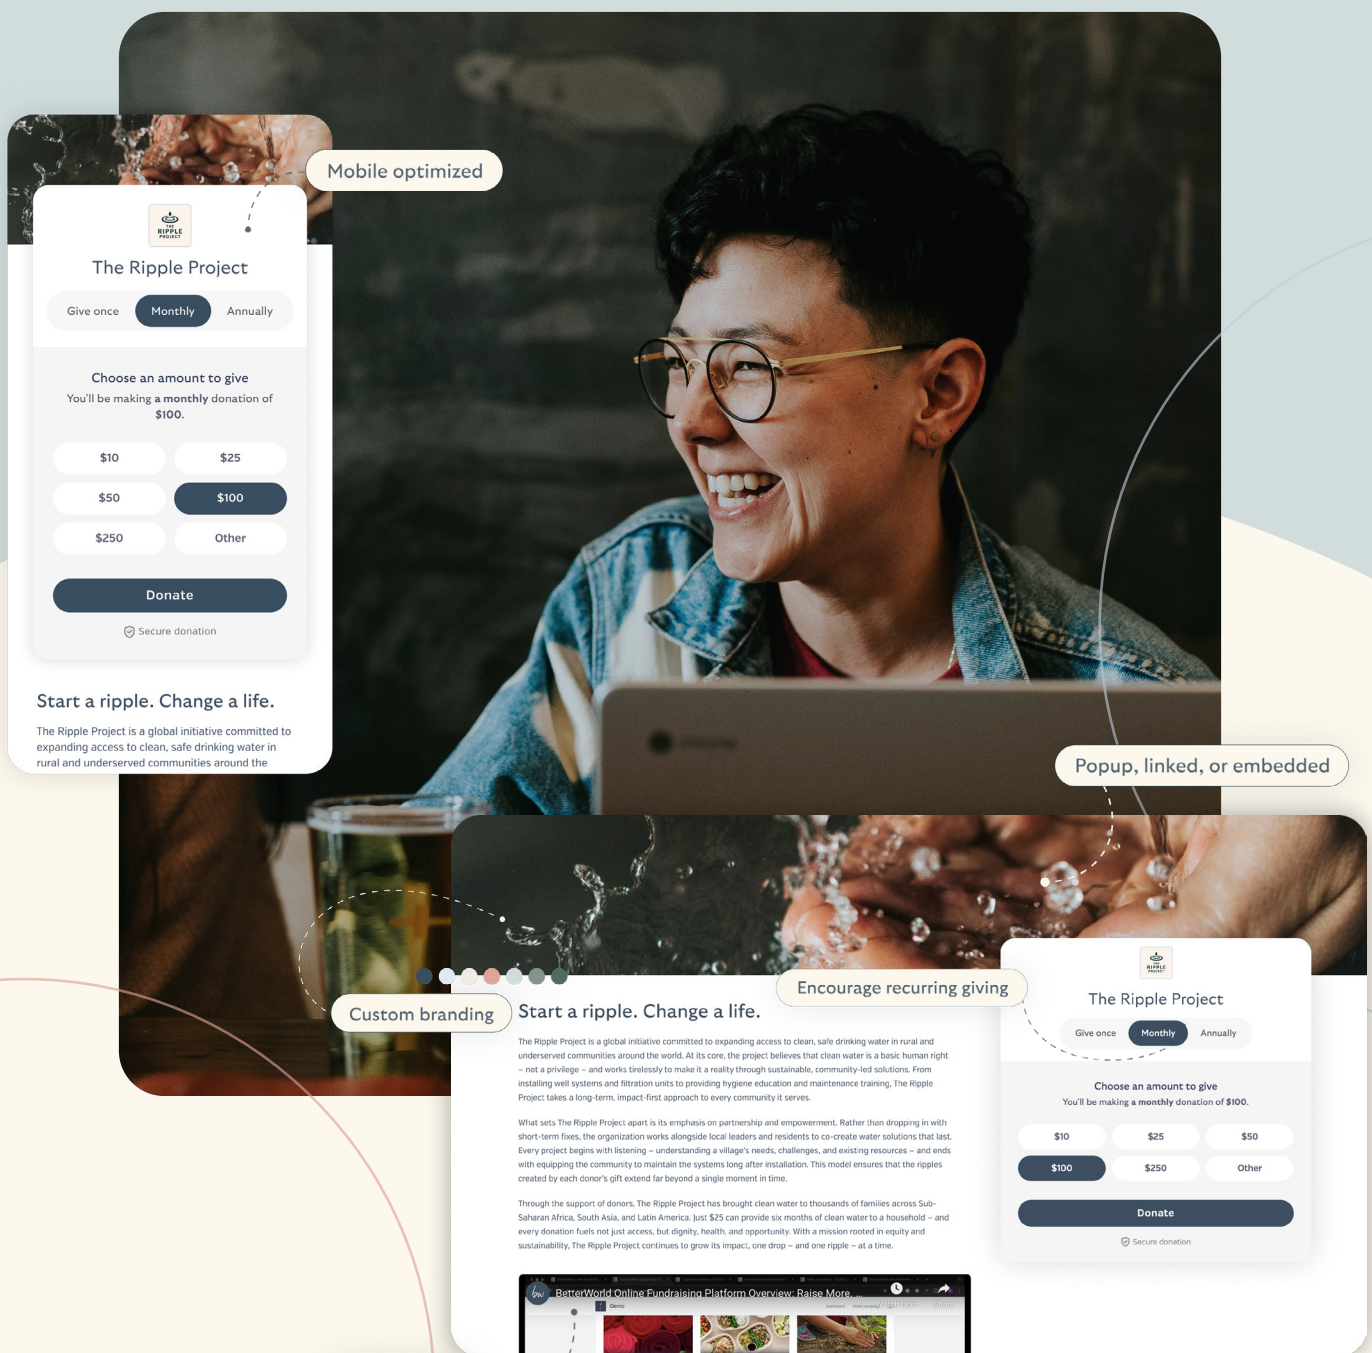 Mobile optimized
THE
RIPPLE
PROJECT
The Ripple Project
Give once Monthly Annually
Choose an amount to give
You'll be making a monthly donation of
$100.
$10 $25
$50 $100
$250 Other
Donate
Secure donation
Start a ripple. Change a life.
The Ripple Project is a global initiative committed to
expanding access to clean, safe drinking water in
rural and underserved communities around the
Popup, linked, or embedded
Custom branding
Encourage recurring giving
Start a ripple. Change a life.
The Ripple Project is a global initiative committed to expanding access to clean, safe drinking water in rural and
underserved communities around the world. At its core, the project believes that clean water is a basic human right
– not a privilege – and works tirelessly to make it a reality through sustainable, community-led solutions. From
installing well systems and filtration units to providing hygiene education and maintenance training, The Ripple
Project takes a long-term, impact-first approach to every community it serves.
What sets The Ripple Project apart is its emphasis on partnership and empowerment. Rather than dropping in with
short-term fixes, the organization works alongside local leaders and residents to co-create water solutions that last.
Every project begins with listening – understanding a village's needs, challenges, and existing resources – and ends
with equipping the community to maintain the systems long after installation. This model ensures that the ripples
created by each donor's gift extend far beyond a single moment in time.
Through the support of donors, The Ripple Project has brought clean water to thousands of families across Sub-
Saharan Africa, South Asia, and Latin America. Just $25 can provide six months of clean water to a household – and
every donation fuels not just access, but dignity, health, and opportunity. With a mission rooted in equity and
sustainability, The Ripple Project continues to grow its impact, one drop – and one ripple – at a time.
THE
RIPPLE
PROJECT
The Ripple Project
Give once Monthly Annually
Choose an amount to give
You'll be making a monthly donation of $100.
$10 $25 $50
$100 $250 Other
Donate
Secure donation
bw BetterWorld Online Fundraising Platform Overview: Raise More, ...
Share
Demo